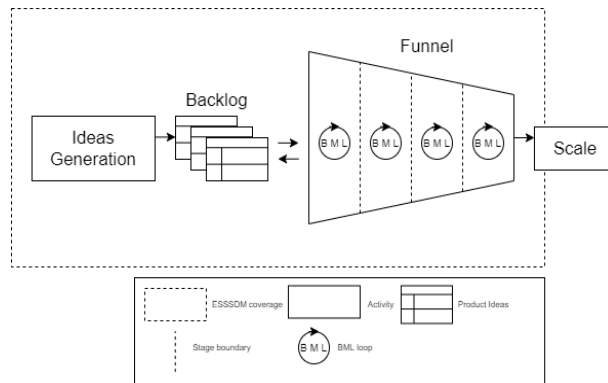 Funnel
Backlog
Ideas
Generation
B M L
B M L
B M L
B M L
Scale
ESSSDM coverage
Activity
Product Ideas
Stage boundary
B M L
BML loop